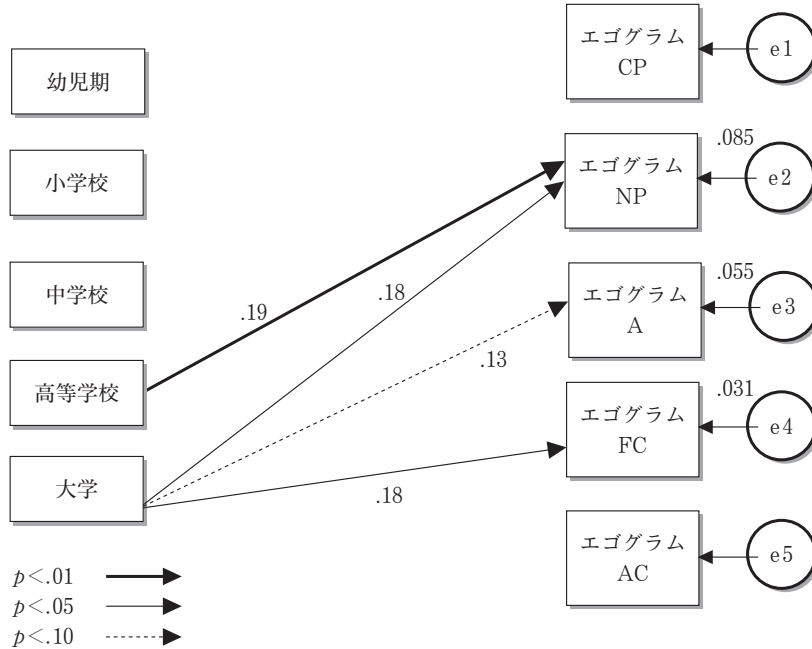 幼児期
小学校
中学校
高等学校
大学
エゴグラム
CP
e1
エゴグラム
NP
.085
e2
エゴグラム
A
.055
e3
エゴグラム
FC
.031
e4
エゴグラム
AC
e5
.19
.18
.13
.18
p<.01
p<.05
p<.10